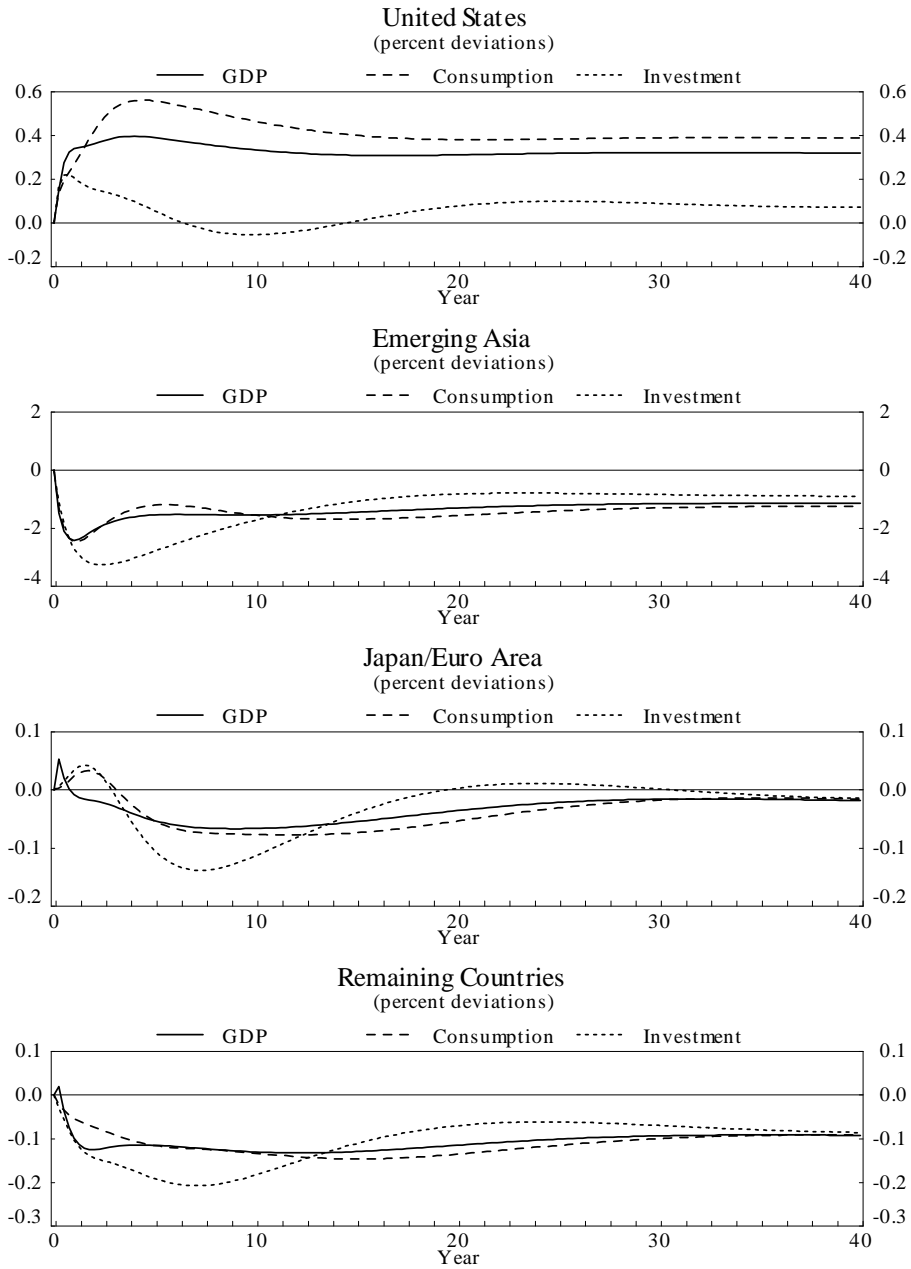 United States
(percent deviations)
GDP Consumption Investment
0.6 0.6
0.4 0.4
0.2 0.2
0.0 0.0
-0.2 -0.2
0 10 20 30 40
Year
Emerging Asia
(percent deviations)
GDP Consumption Investment
2 2
0 0
-2 -2
-4 -4
0 10 20 30 40
Year
Japan/Euro Area
(percent deviations)
GDP Consumption Investment
0.1 0.1
0.0 0.0
-0.1 -0.1
-0.2 -0.2
0 10 20 30 40
Year
Remaining Countries
(percent deviations)
GDP Consumption Investment
0.1 0.1
0.0 0.0
-0.1 -0.1
-0.2 -0.2
-0.3 -0.3
0 10 20 30 40
Year